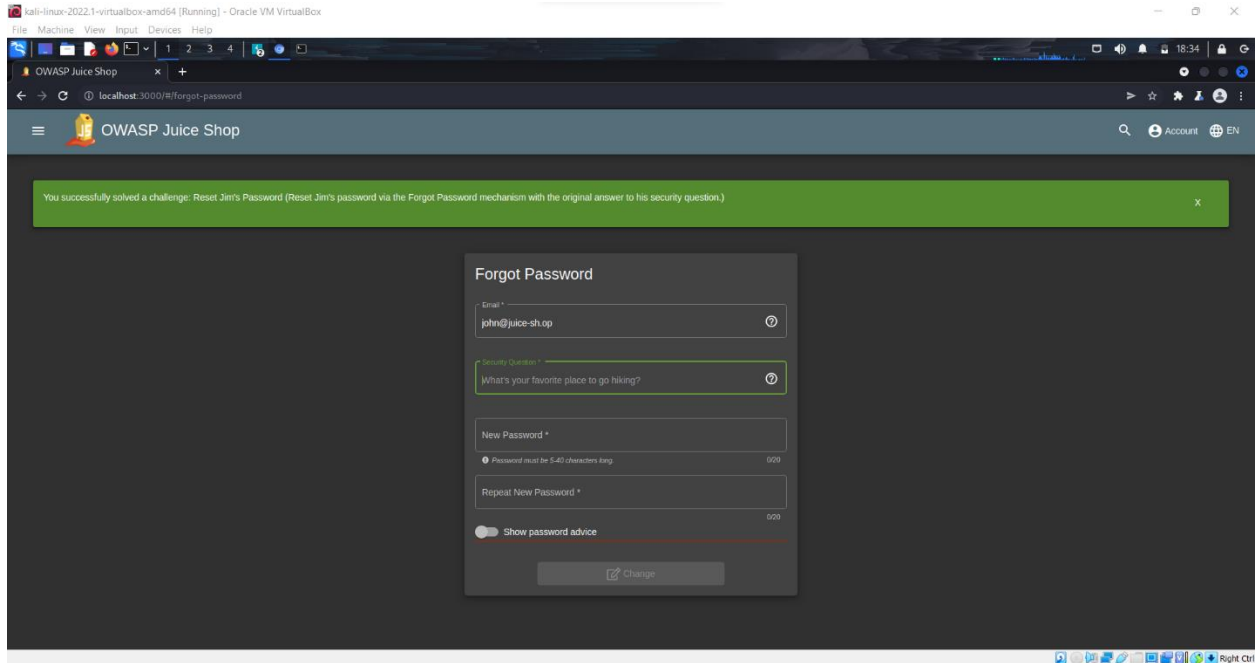 kali-linux-2022.1-virtualbox-amd64 [Running] - Oracle VM VirtualBox
File Machine View Input Devices Help
1 2 3 4 18:34
OWASP Juice Shop
localhost:3000/#/forgot-password
OWASP Juice Shop Account EN
You successfully solved a challenge: Reset Jim's Password (Reset Jim's password via the Forgot Password mechanism with the original answer to his security question.) X
Forgot Password
Email *
john@juice-sh.op
Security Question *
What's your favorite place to go hiking?
New Password *
Password must be 5-40 characters long. 0/20
Repeat New Password *
0/20
Show password advice
Change
Right Ctrl